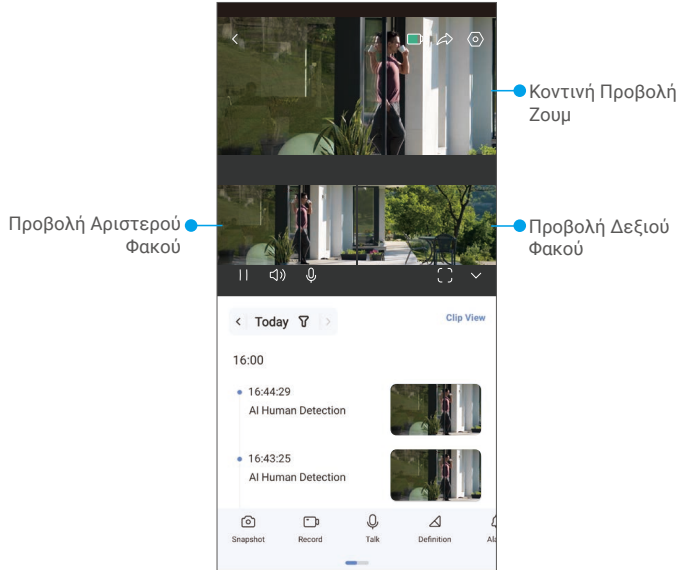 Κοντινή Προβολή
Ζουμ
Προβολή Αριστερού
Φακού
Προβολή Δεξιού
Φακού
Today
Clip View
16:00
16:44:29
AI Human Detection
16:43:25
AI Human Detection
Snapshot
Record
Talk
Definition